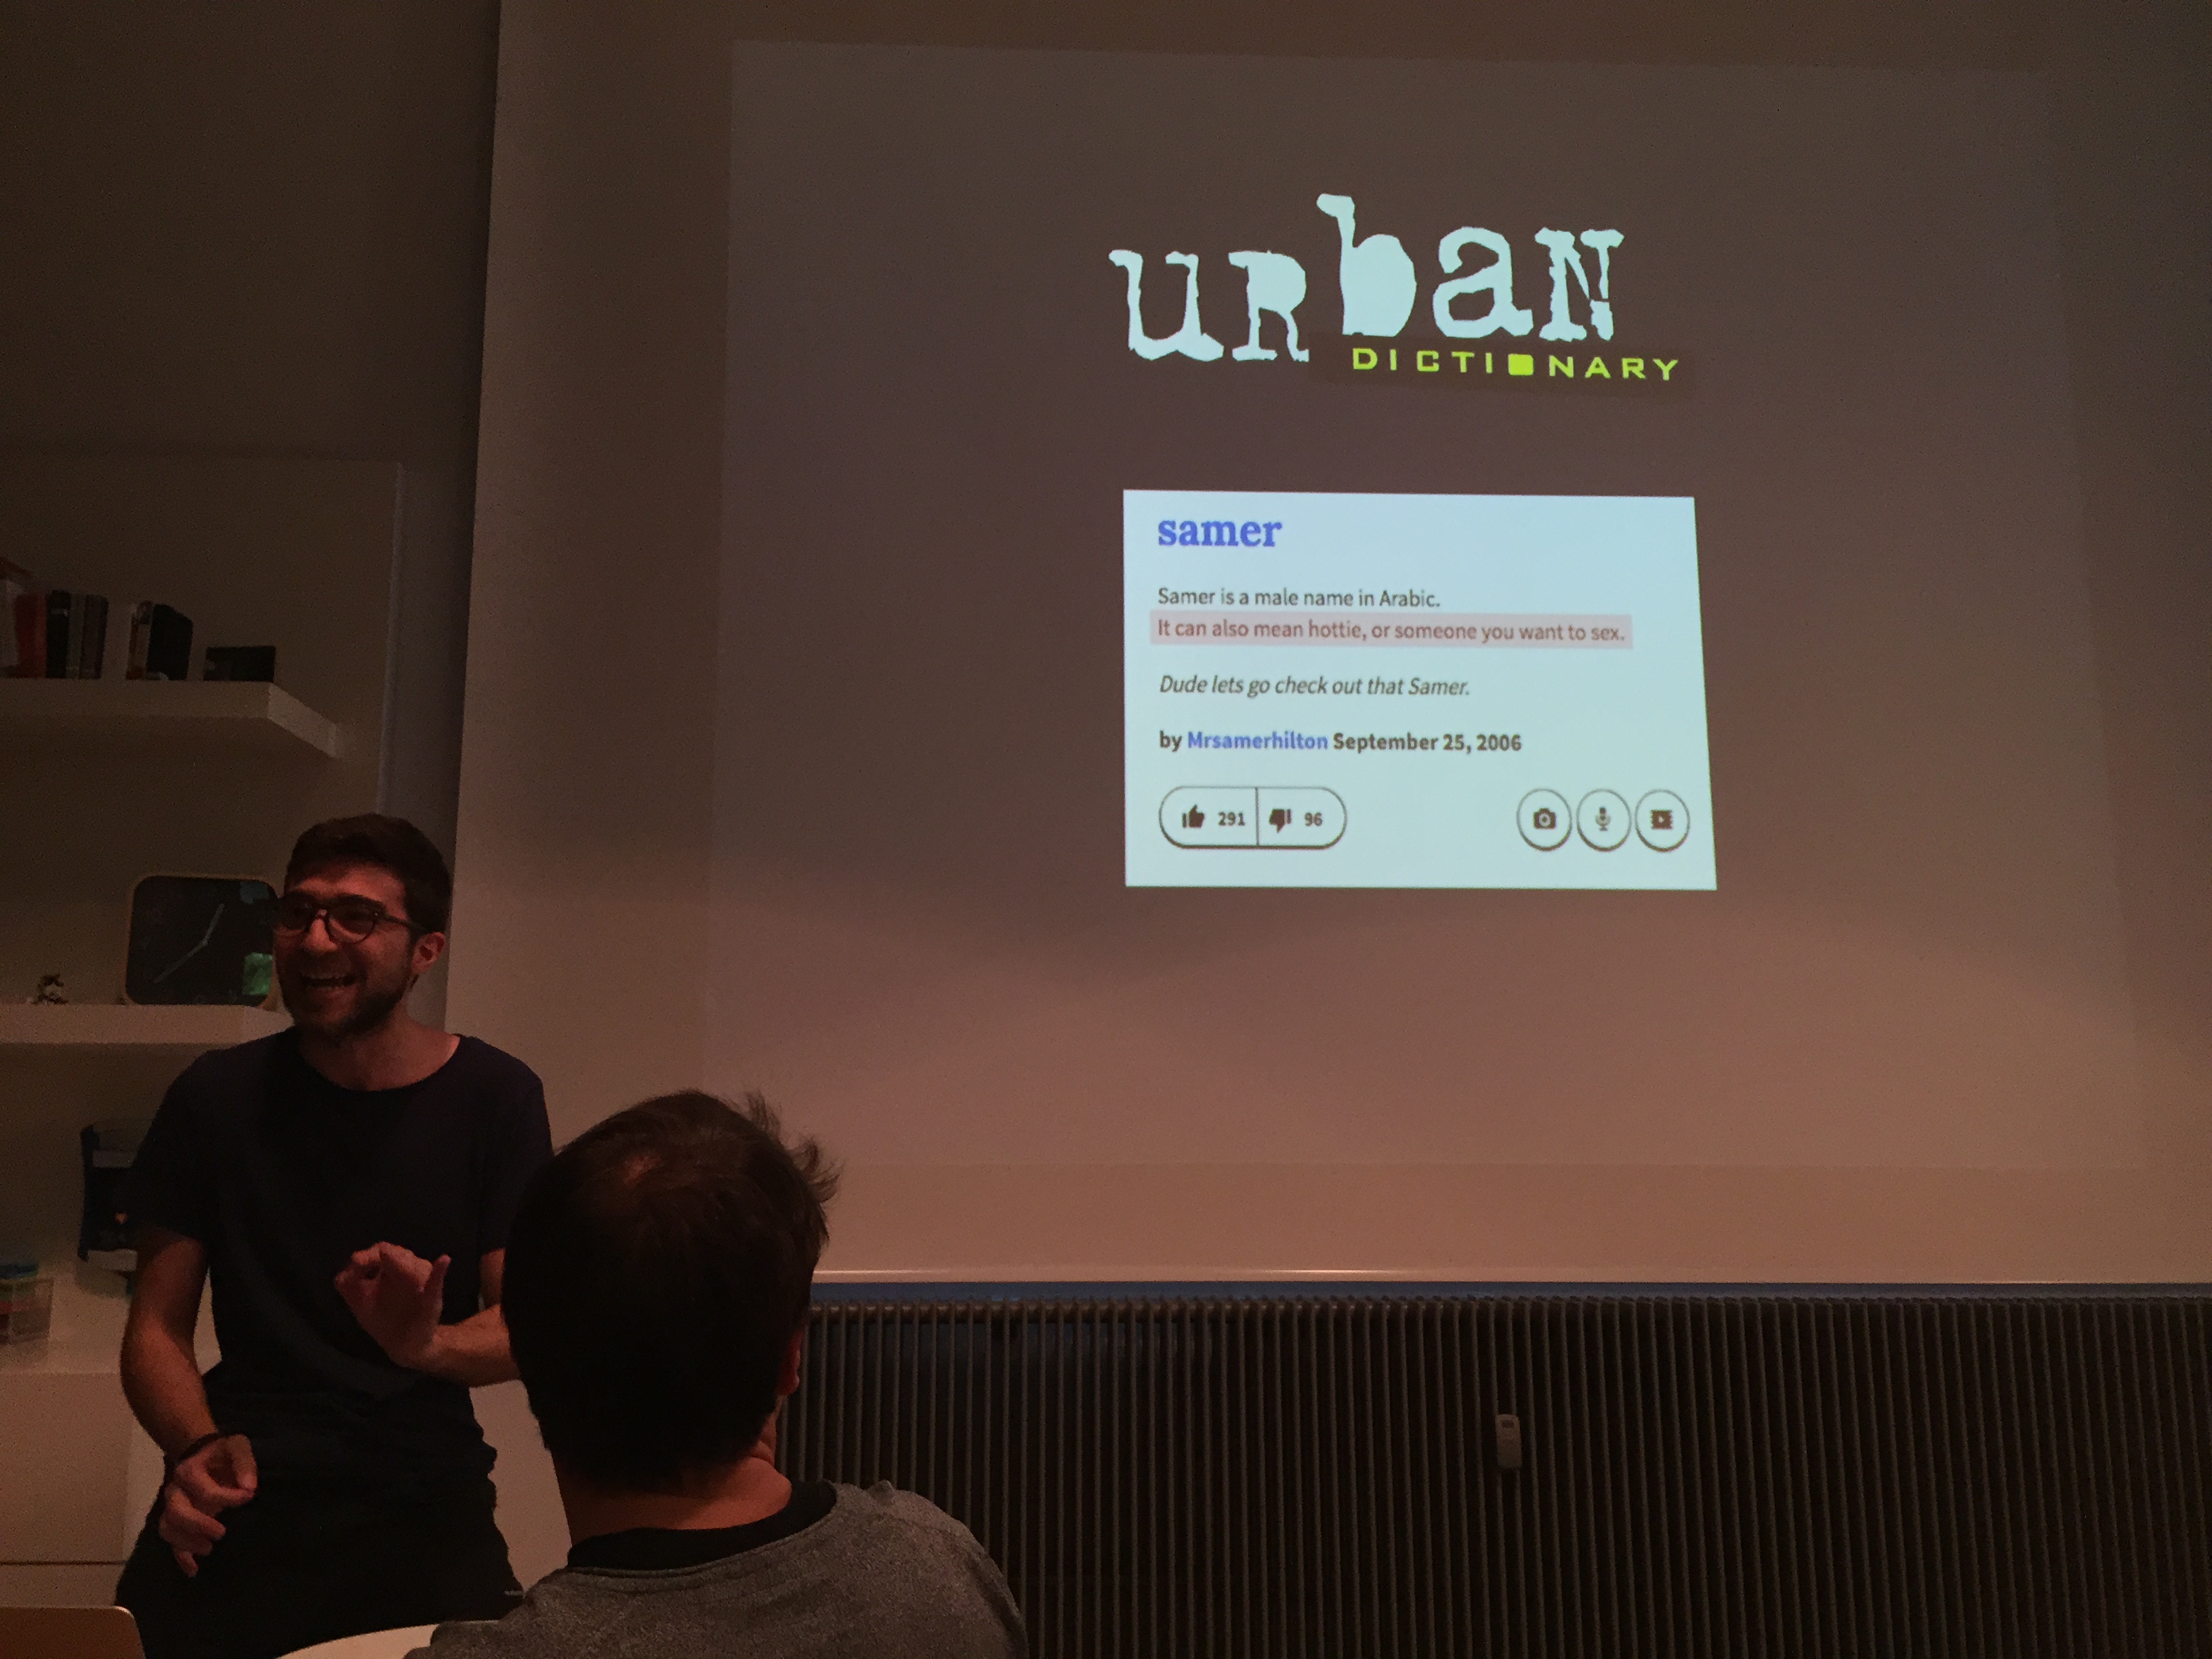 urban
DICTIONARY
samer
Samer is a male name in Arabic.
It can also mean hottie, or someone you want to sex.
Dude lets go check out that Samer.
by Mrsamerhilton September 25, 2006
291 96